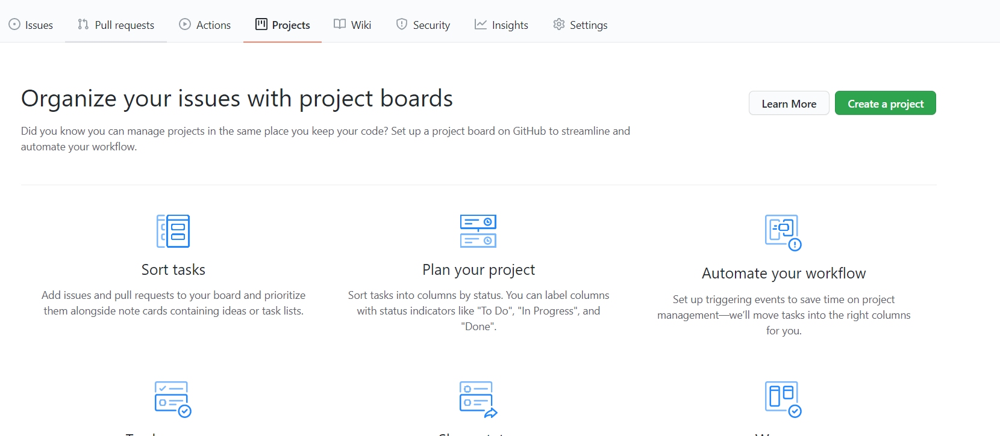 Issues Pull requests Actions Projects Wiki Security Insights Settings
Organize your issues with project boards
Learn More Create a project
Did you know you can manage projects in the same place you keep your code? Set up a project board on GitHub to streamline and
automate your workflow.
Sort tasks
Add issues and pull requests to your board and prioritize
them alongside note cards containing ideas or task lists.
Plan your project
Sort tasks into columns by status. You can label columns
with status indicators like "To Do", "In Progress", and
"Done".
Automate your workflow
Set up triggering events to save time on project
management—we'll move tasks into the right columns
for you.